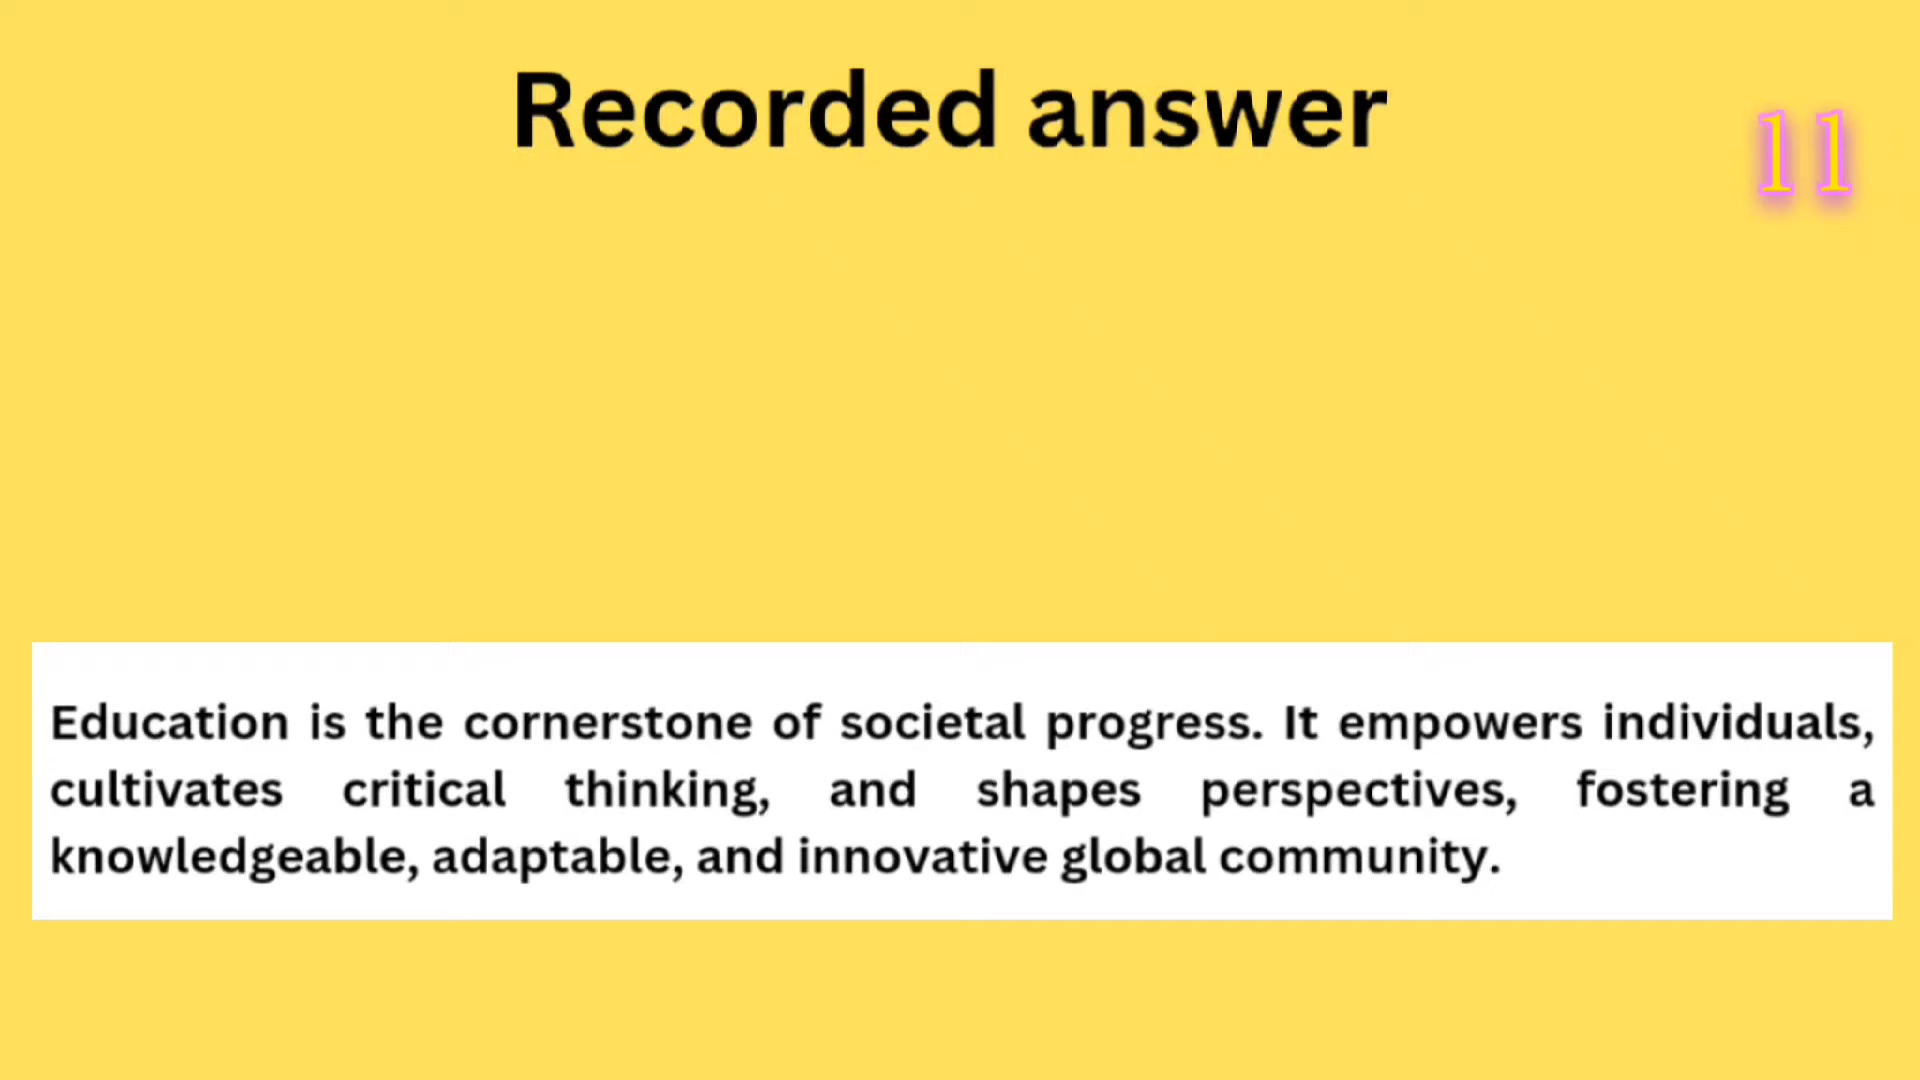 Recorded answer
11
Education is the cornerstone of societal progress. It empowers individuals,
cultivates critical thinking, and shapes perspectives, fostering a
knowledgeable, adaptable, and innovative global community.